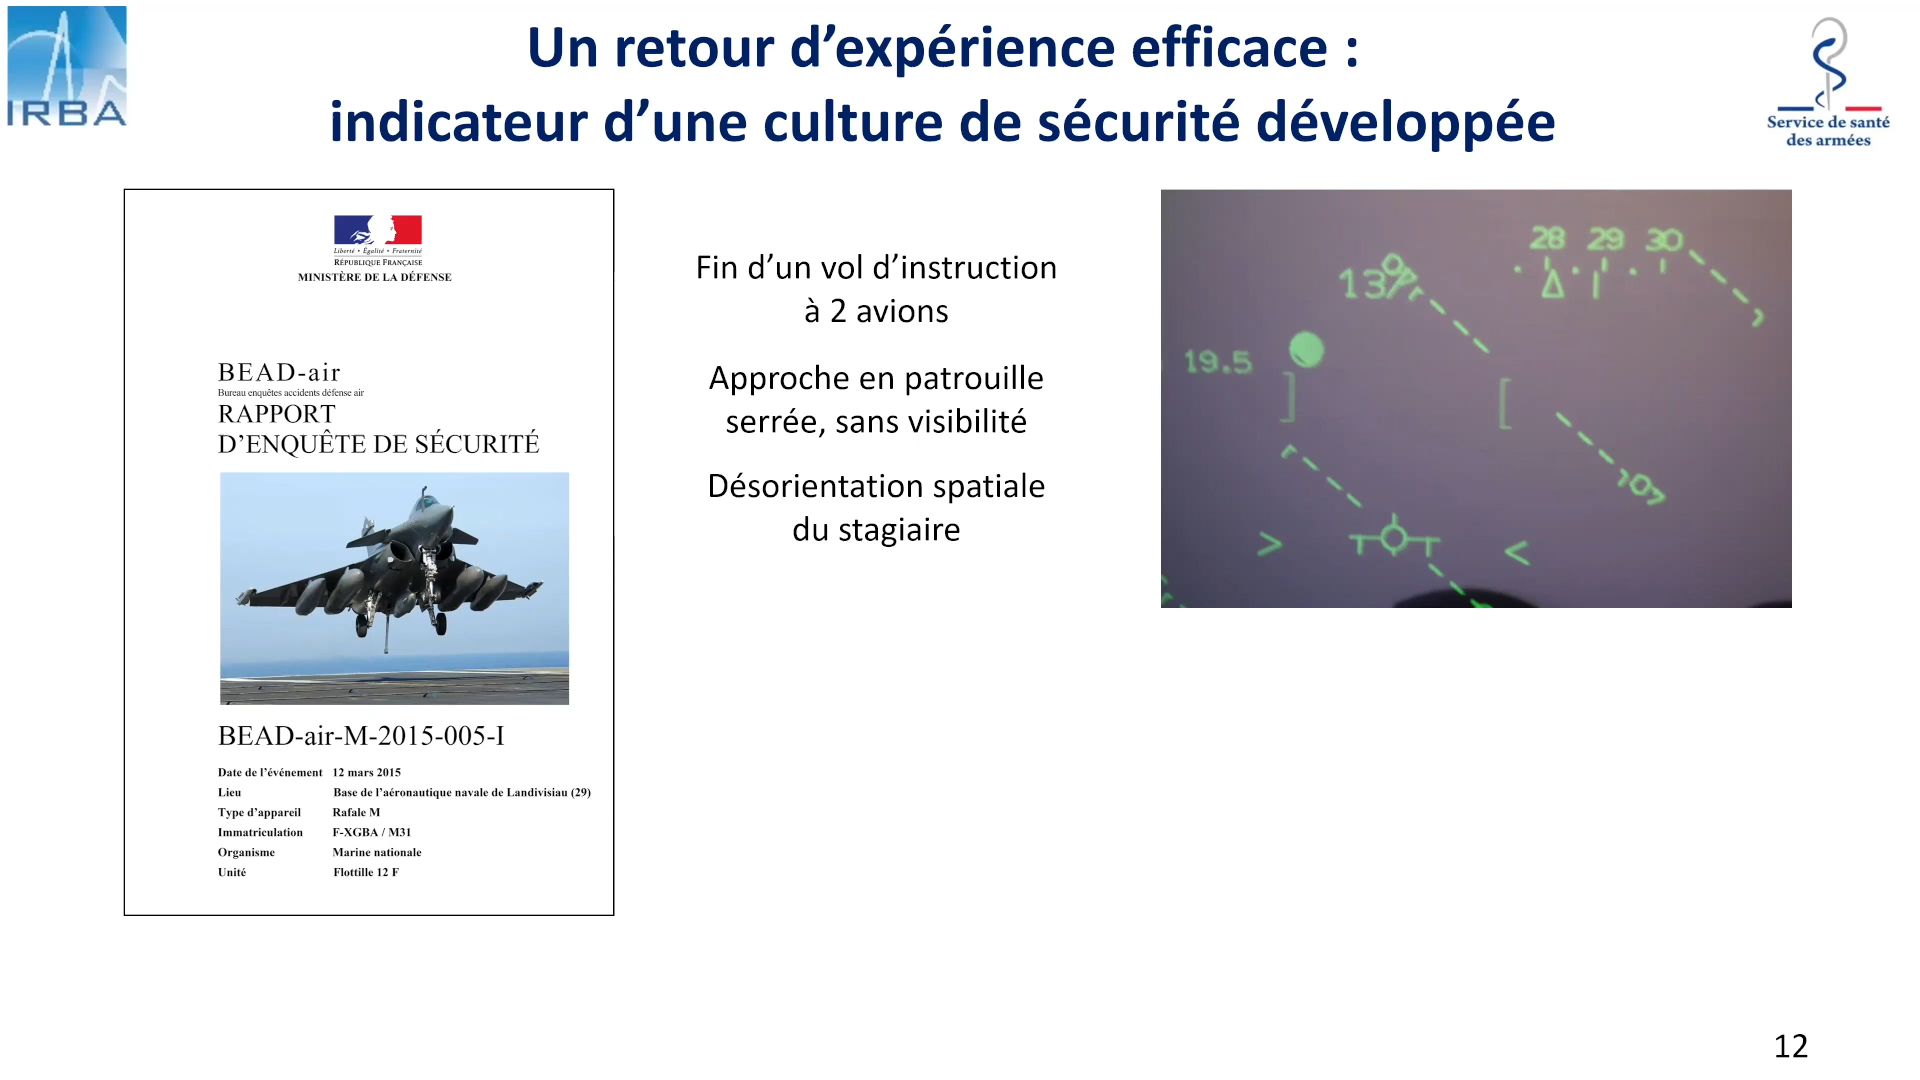 IRBA
Un retour d’expérience efficace :
indicateur d’une culture de sécurité développée
Service de santé
des armées
Liberté • Égalité • Fraternité
RÉPUBLIQUE FRANÇAISE
MINISTÈRE DE LA DÉFENSE
BEAD-air
Bureau enquêtes accidents défense air
RAPPORT
D’ENQUÊTE DE SÉCURITÉ
BEAD-air-M-2015-005-I
Date de l’événement 12 mars 2015
Lieu Base de l’aéronautique navale de Landivisiau (29)
Type d’appareil Rafale M
Immatriculation F-XGBA / M31
Organisme Marine nationale
Unité Flottille 12 F
Fin d’un vol d’instruction
à 2 avions
Approche en patrouille
serrée, sans visibilité
Désorientation spatiale
du stagiaire
28 29 30
13%
19.5
12